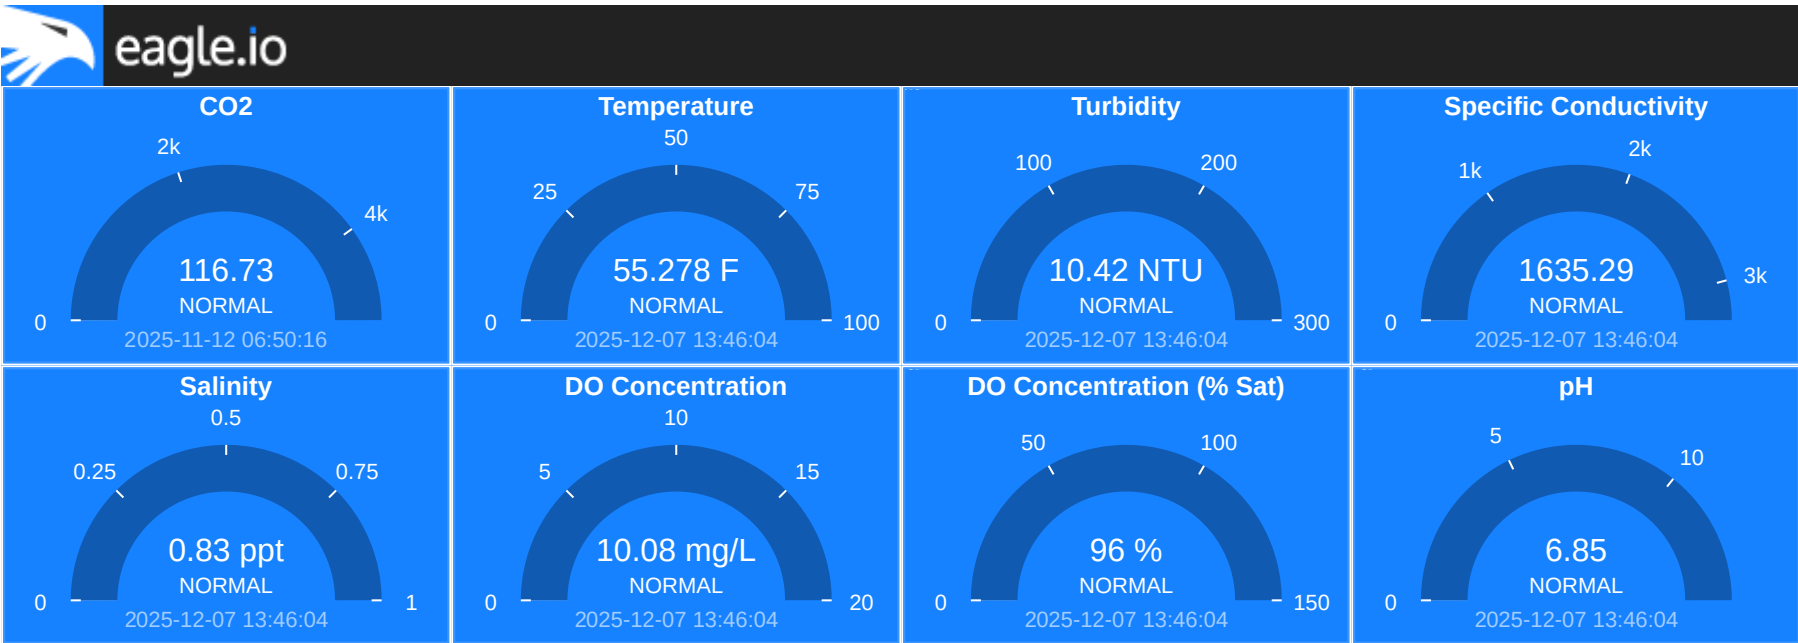 eagle.io
CO2
2k
4k
116.73
NORMAL
0
2025-11-12 06:50:16
Temperature
50
25
75
55.278 F
NORMAL
0
100
2025-12-07 13:46:04
Turbidity
100
200
10.42 NTU
NORMAL
0
300
2025-12-07 13:46:04
Specific Conductivity
2k
1k
3k
1635.29
NORMAL
0
2025-12-07 13:46:04
Salinity
0.5
0.25
0.75
0.83 ppt
NORMAL
0
1
2025-12-07 13:46:04
DO Concentration
10
5
15
10.08 mg/L
NORMAL
0
20
2025-12-07 13:46:04
DO Concentration (% Sat)
50
100
96 %
NORMAL
0
150
2025-12-07 13:46:04
pH
5
10
6.85
NORMAL
0
2025-12-07 13:46:04